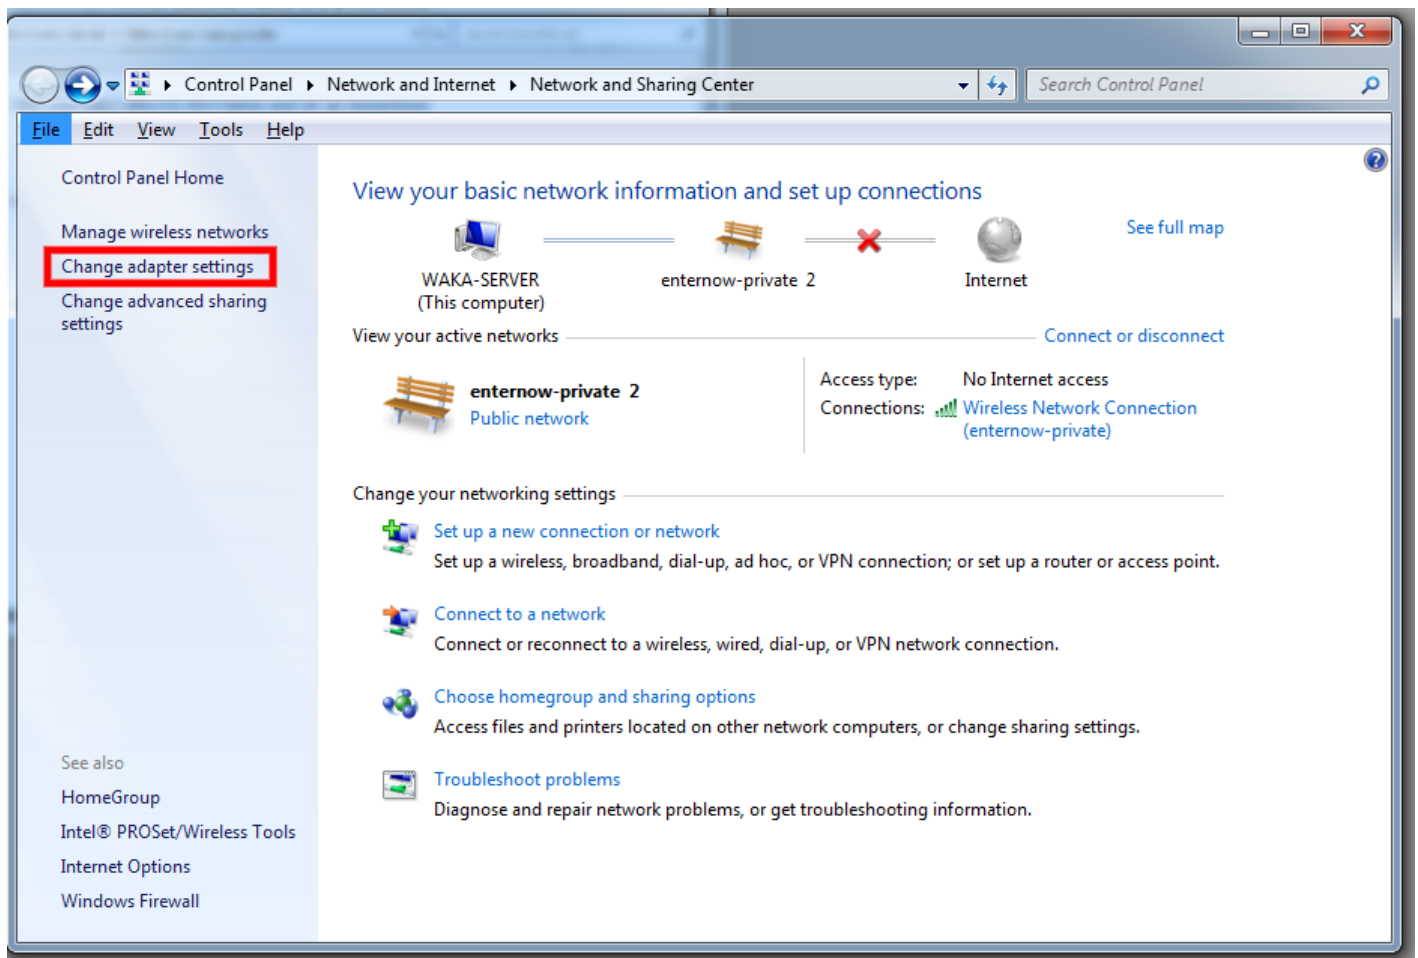 Control Panel Network and Internet Network and Sharing Center
Search Control Panel
File Edit View Tools Help
Control Panel Home
Manage wireless networks
Change adapter settings
Change advanced sharing
settings
See also
HomeGroup
Intel® PROSet/Wireless Tools
Internet Options
Windows Firewall
View your basic network information and set up connections
See full map
WAKA-SERVER
(This computer)
enternow-private 2
Internet
View your active networks
Connect or disconnect
enternow-private 2
Public network
Access type: No Internet access
Connections: Wireless Network Connection
(enternow-private)
Change your networking settings
Set up a new connection or network
Set up a wireless, broadband, dial-up, ad hoc, or VPN connection; or set up a router or access point.
Connect to a network
Connect or reconnect to a wireless, wired, dial-up, or VPN network connection.
Choose homegroup and sharing options
Access files and printers located on other network computers, or change sharing settings.
Troubleshoot problems
Diagnose and repair network problems, or get troubleshooting information.